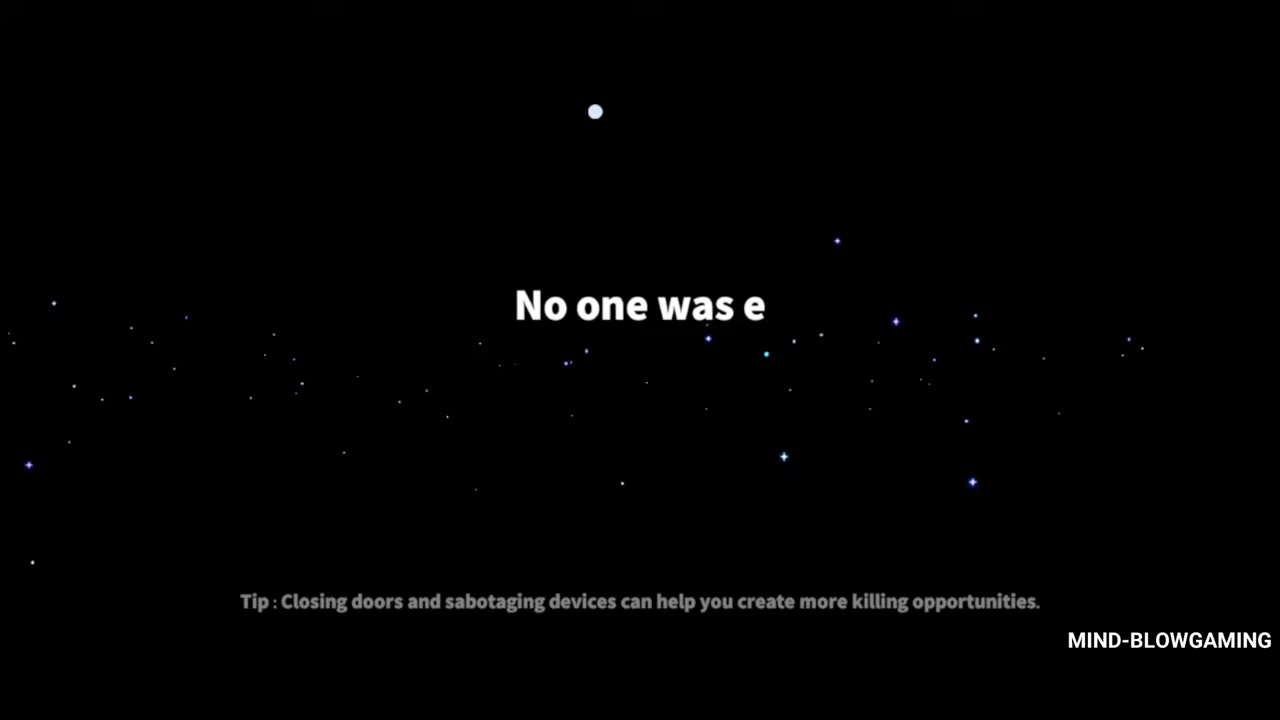 No one was e
Tip : Closing doors and sabotaging devices can help you create more killing opportunities.
MIND-BLOWGAMING